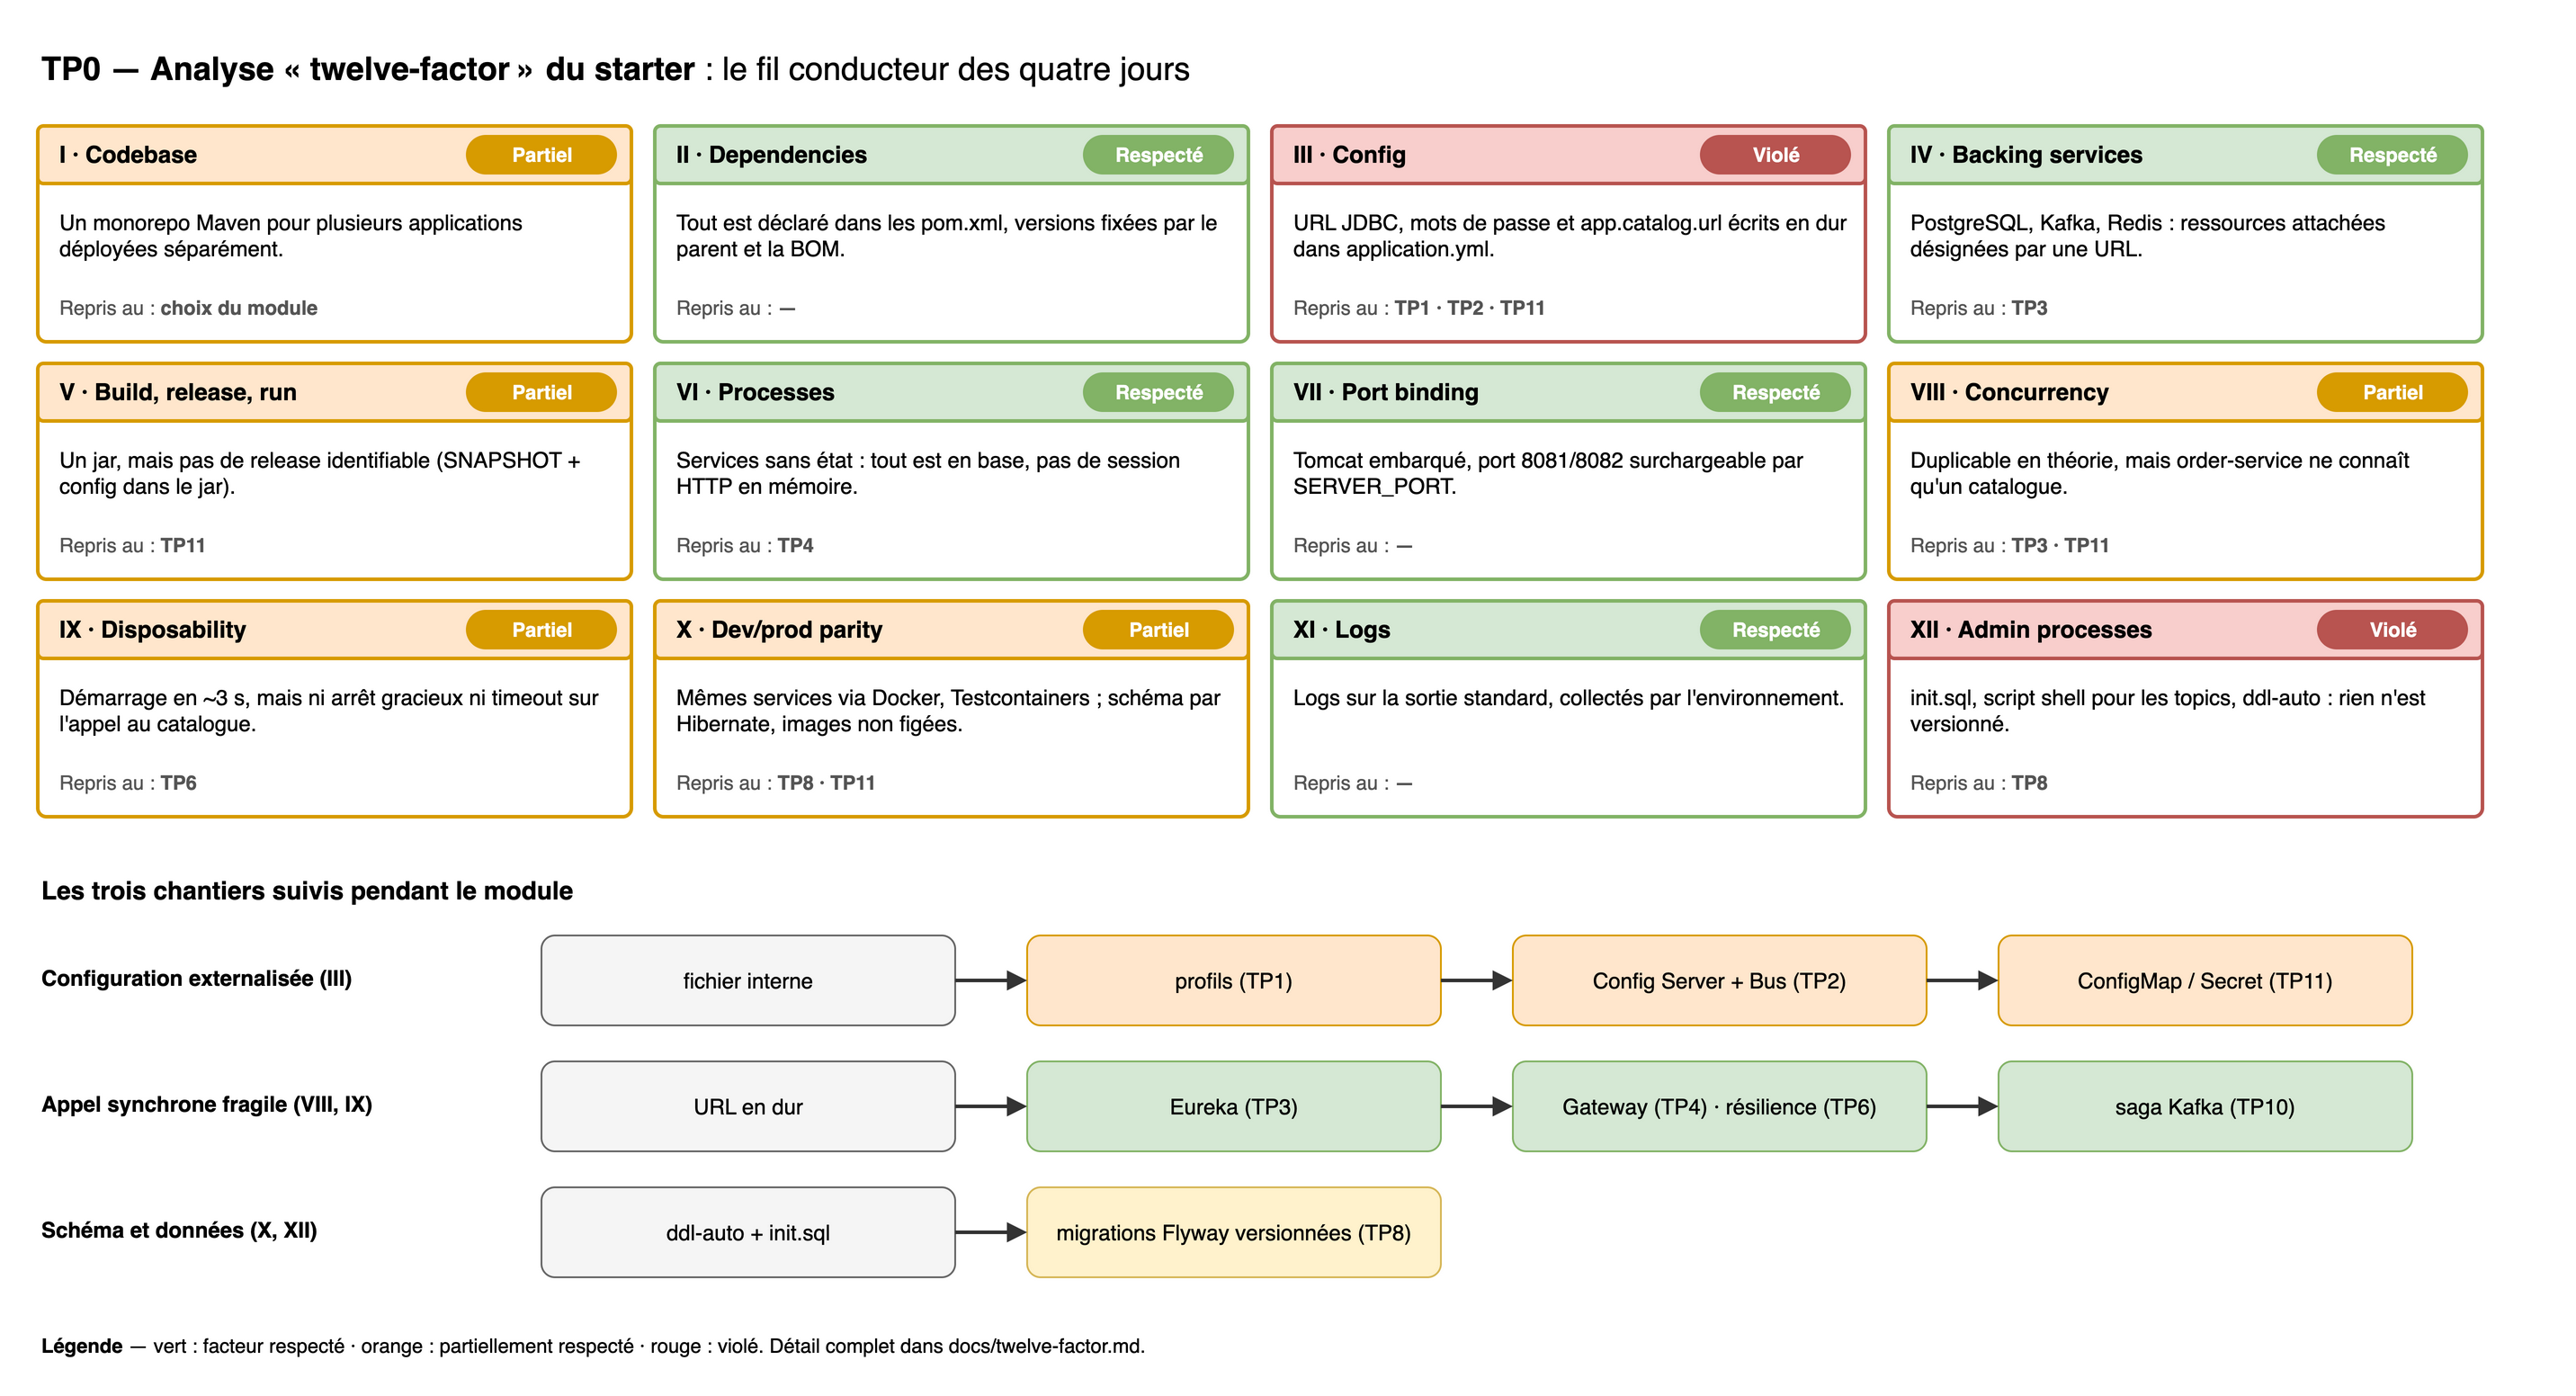 TP0 — Analyse « twelve-factor » du starter : le fil conducteur des quatre jours
I · Codebase
Partiel
Un monorepo Maven pour plusieurs applications
déployées séparément.
Repris au : choix du module
II · Dependencies
Respecté
Tout est déclaré dans les pom.xml, versions fixées par le
parent et la BOM.
Repris au : —
III · Config
Violé
URL JDBC, mots de passe et app.catalog.url écrits en dur
dans application.yml.
Repris au : TP1 · TP2 · TP11
IV · Backing services
Respecté
PostgreSQL, Kafka, Redis : ressources attachées
désignées par une URL.
Repris au : TP3
V · Build, release, run
Partiel
Un jar, mais pas de release identifiable (SNAPSHOT +
config dans le jar).
Repris au : TP11
VI · Processes
Respecté
Services sans état : tout est en base, pas de session
HTTP en mémoire.
Repris au : TP4
VII · Port binding
Respecté
Tomcat embarqué, port 8081/8082 surchargeable par
SERVER_PORT.
Repris au : —
VIII · Concurrency
Partiel
Duplicable en théorie, mais order-service ne connaît
qu'un catalogue.
Repris au : TP3 · TP11
IX · Disposability
Partiel
Démarrage en ~3 s, mais ni arrêt gracieux ni timeout sur
l'appel au catalogue.
Repris au : TP6
X · Dev/prod parity
Partiel
Mêmes services via Docker, Testcontainers ; schéma par
Hibernate, images non figées.
Repris au : TP8 · TP11
XI · Logs
Respecté
Logs sur la sortie standard, collectés par l'environnement.
Repris au : —
XII · Admin processes
Violé
init.sql, script shell pour les topics, ddl-auto : rien n'est
versionné.
Repris au : TP8
Les trois chantiers suivis pendant le module
Configuration externalisée (III)
fichier interne
profils (TP1)
Config Server + Bus (TP2)
ConfigMap / Secret (TP11)
Appel synchrone fragile (VIII, IX)
URL en dur
Eureka (TP3)
Gateway (TP4) · résilience (TP6)
saga Kafka (TP10)
Schéma et données (X, XII)
ddl-auto + init.sql
migrations Flyway versionnées (TP8)
Légende — vert : facteur respecté · orange : partiellement respecté · rouge : violé. Détail complet dans docs/twelve-factor.md.